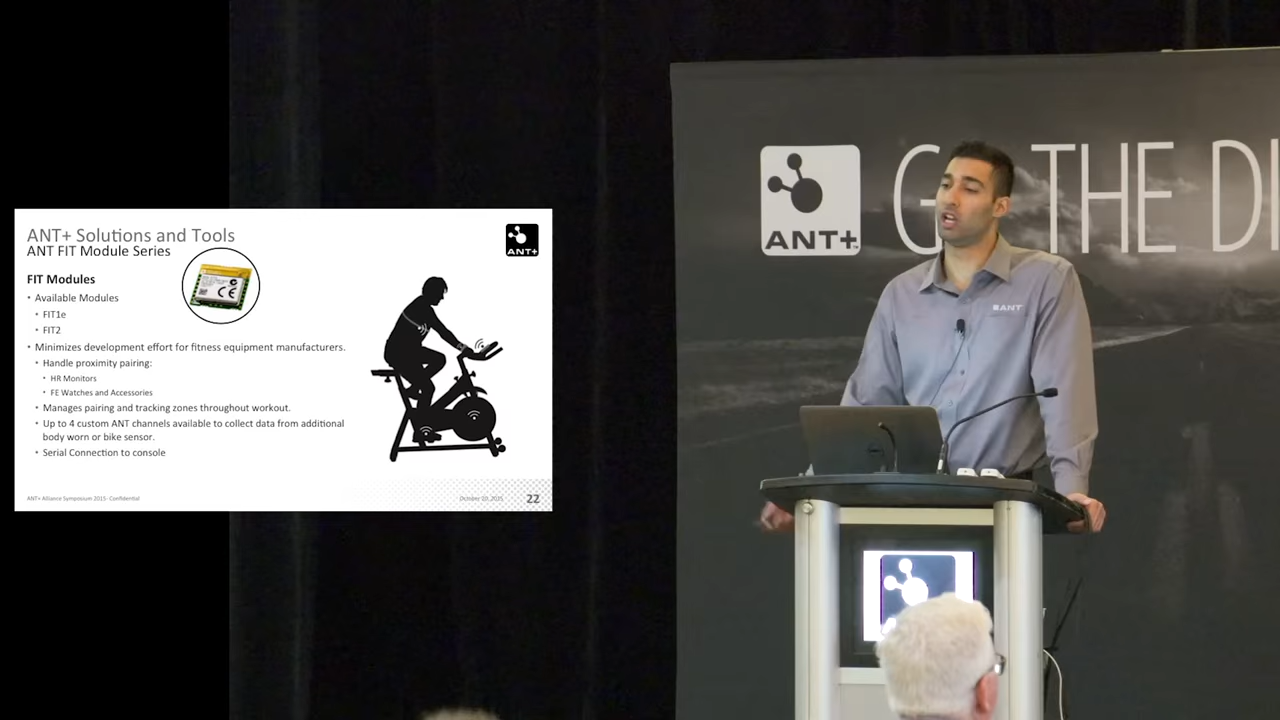 ANT+ Solutions and Tools
ANT FIT Module Series
ANT+
FIT Modules
• Available Modules
• FIT1e
• FIT2
• Minimizes development effort for fitness equipment manufacturers.
• Handle proximity pairing:
• HR Monitors
• FE Watches and Accessories
• Manages pairing and tracking zones throughout workout.
• Up to 4 custom ANT channels available to collect data from additional
body worn or bike sensor.
• Serial Connection to console
ANT+ Alliance Symposium 2015- Confidential
October 20, 2015
22
CE
ANT+
G THE DI
ANT